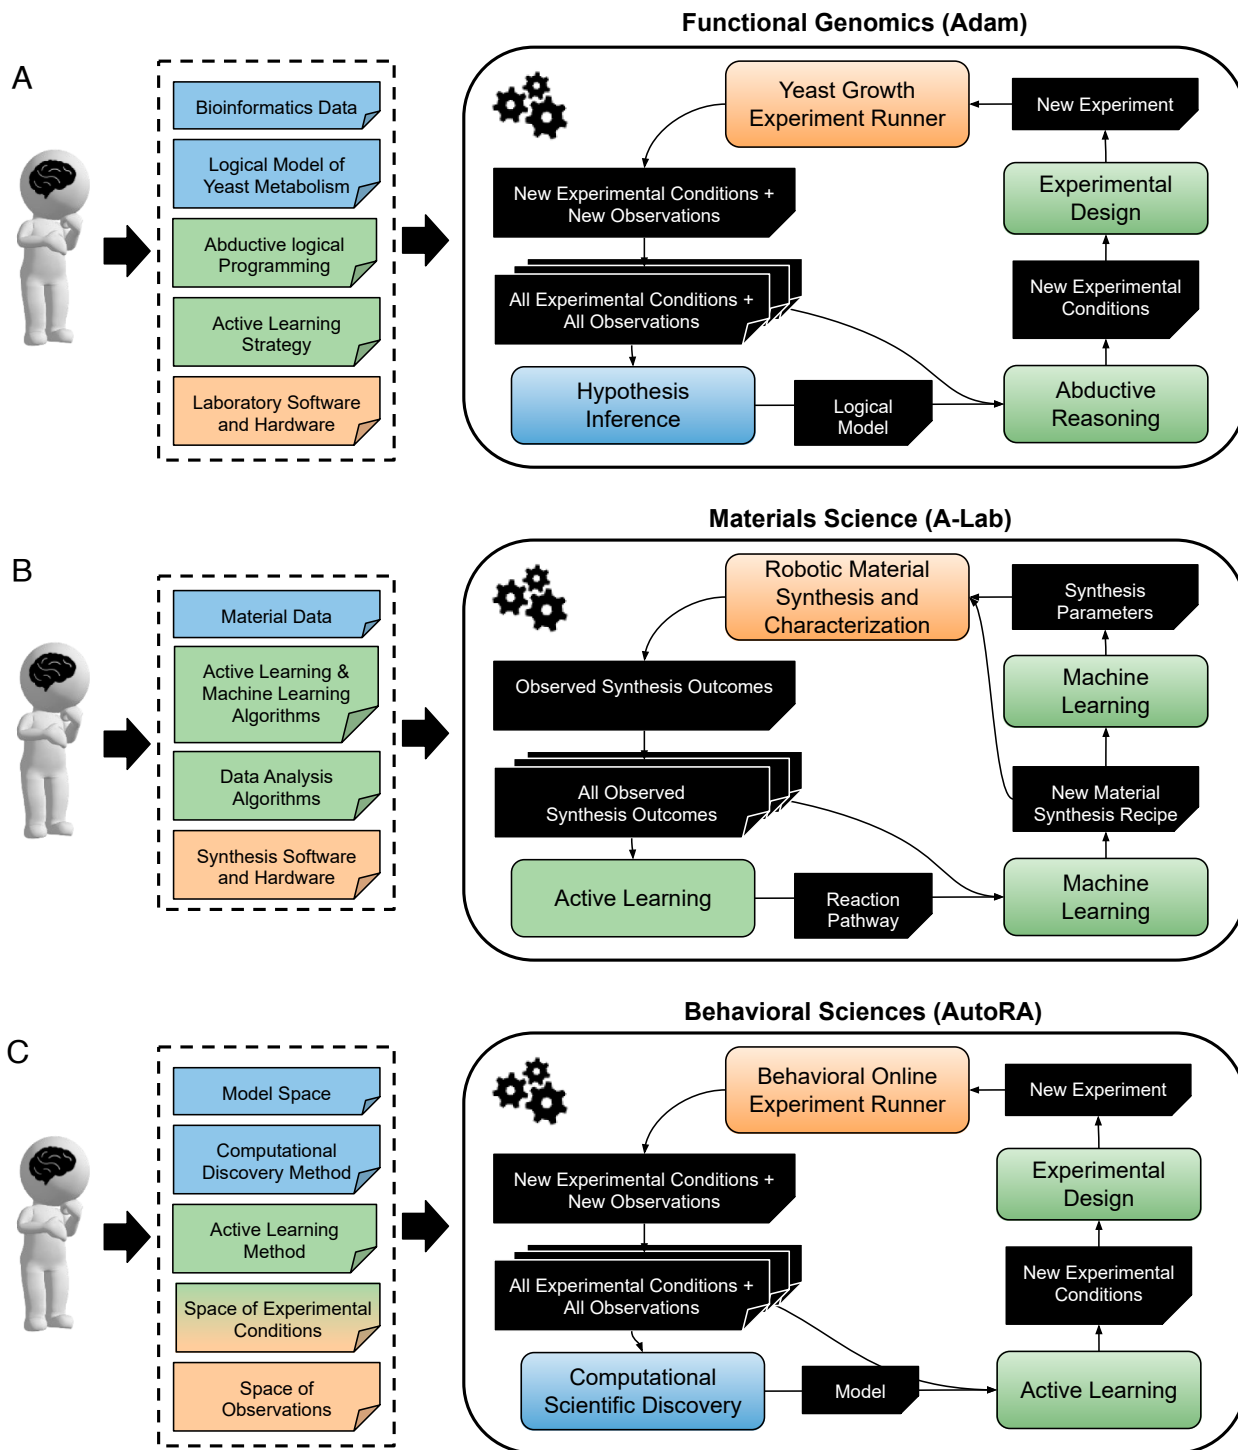 Functional Genomics (Adam)
A
Bioinformatics Data
Logical Model of
Yeast Metabolism
Abductive logical
Programming
Active Learning
Strategy
Laboratory Software
and Hardware
Yeast Growth
Experiment Runner
New Experiment
New Experimental Conditions +
New Observations
Experimental
Design
All Experimental Conditions +
All Observations
New Experimental
Conditions
Hypothesis
Inference
Logical
Model
Abductive
Reasoning
Materials Science (A-Lab)
B
Material Data
Active Learning &
Machine Learning
Algorithms
Data Analysis
Algorithms
Synthesis Software
and Hardware
Robotic Material
Synthesis and
Characterization
Synthesis
Parameters
Observed Synthesis Outcomes
Machine
Learning
All Observed
Synthesis Outcomes
New Material
Synthesis Recipe
Active Learning
Reaction
Pathway
Machine
Learning
Behavioral Sciences (AutoRA)
C
Model Space
Computational
Discovery Method
Active Learning
Method
Space of Experimental
Conditions
Space of
Observations
Behavioral Online
Experiment Runner
New Experiment
New Experimental Conditions +
New Observations
Experimental
Design
All Experimental Conditions +
All Observations
New Experimental
Conditions
Computational
Scientific Discovery
Model
Active Learning